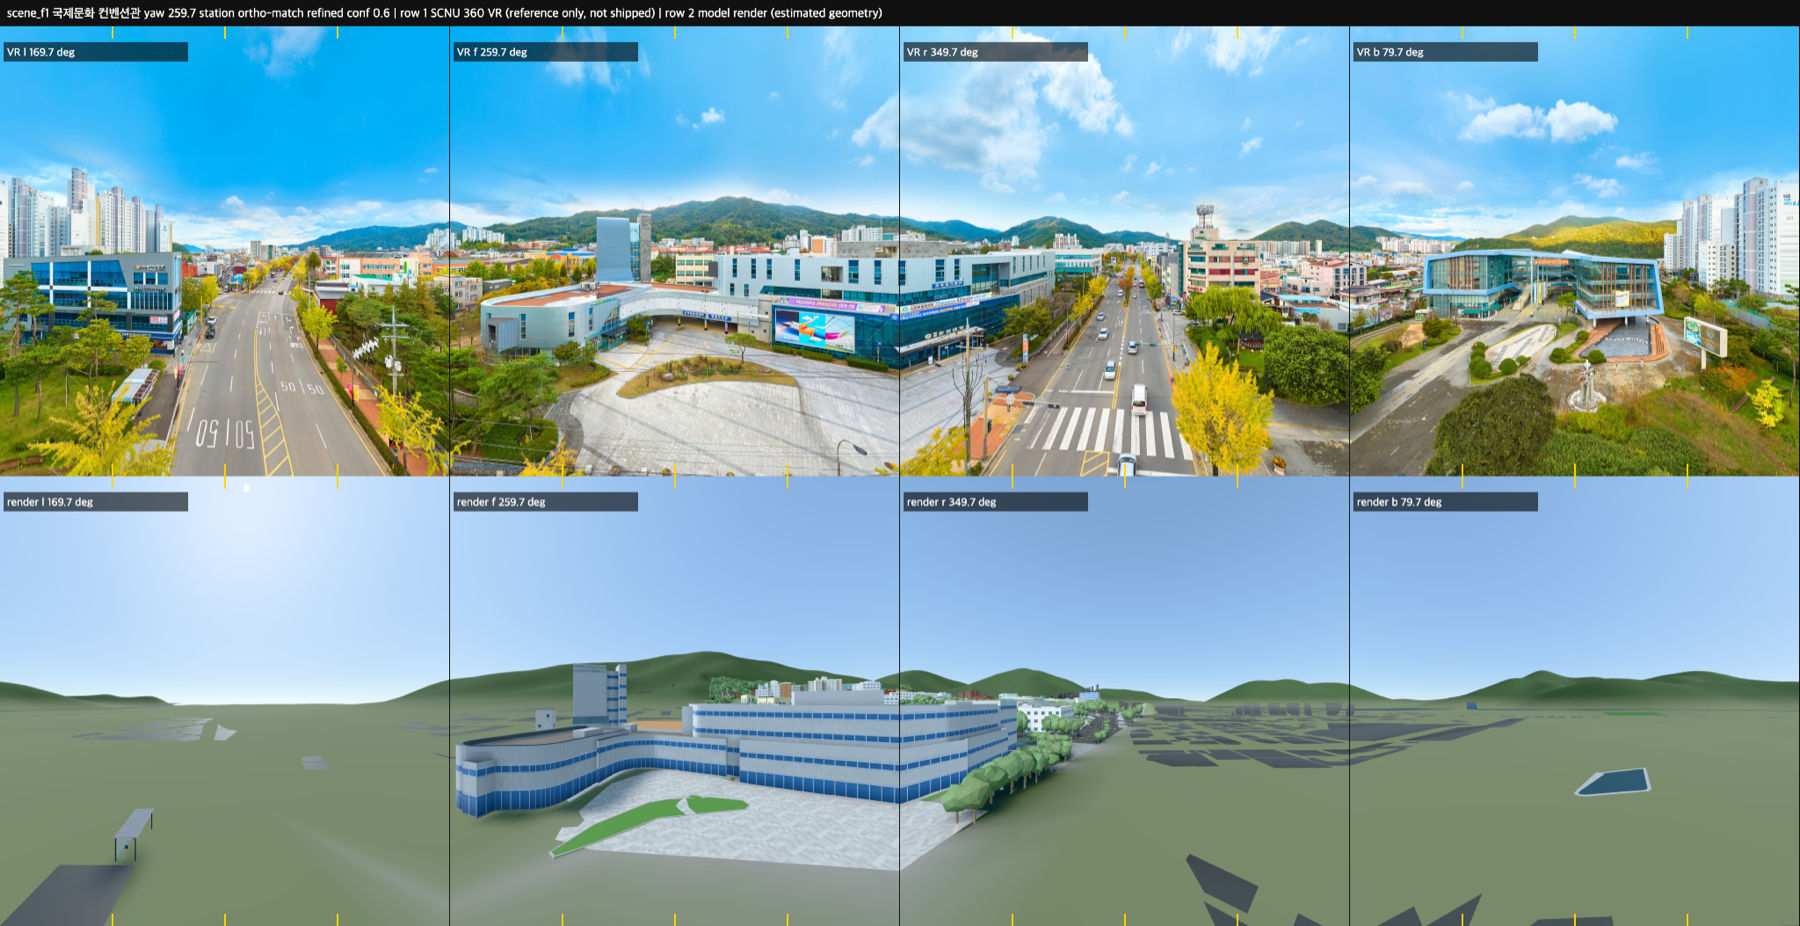 scene_f1 국제문화 컨벤션관 yaw 259.7 station ortho-match refined conf 0.6 | row 1 SCNU 360 VR (reference only, not shipped) | row 2 model render (estimated geometry)
VR l 169.7 deg
VR f 259.7 deg
VR r 349.7 deg
VR b 79.7 deg
50 | 50
50 | 50
render l 169.7 deg
render f 259.7 deg
render r 349.7 deg
render b 79.7 deg